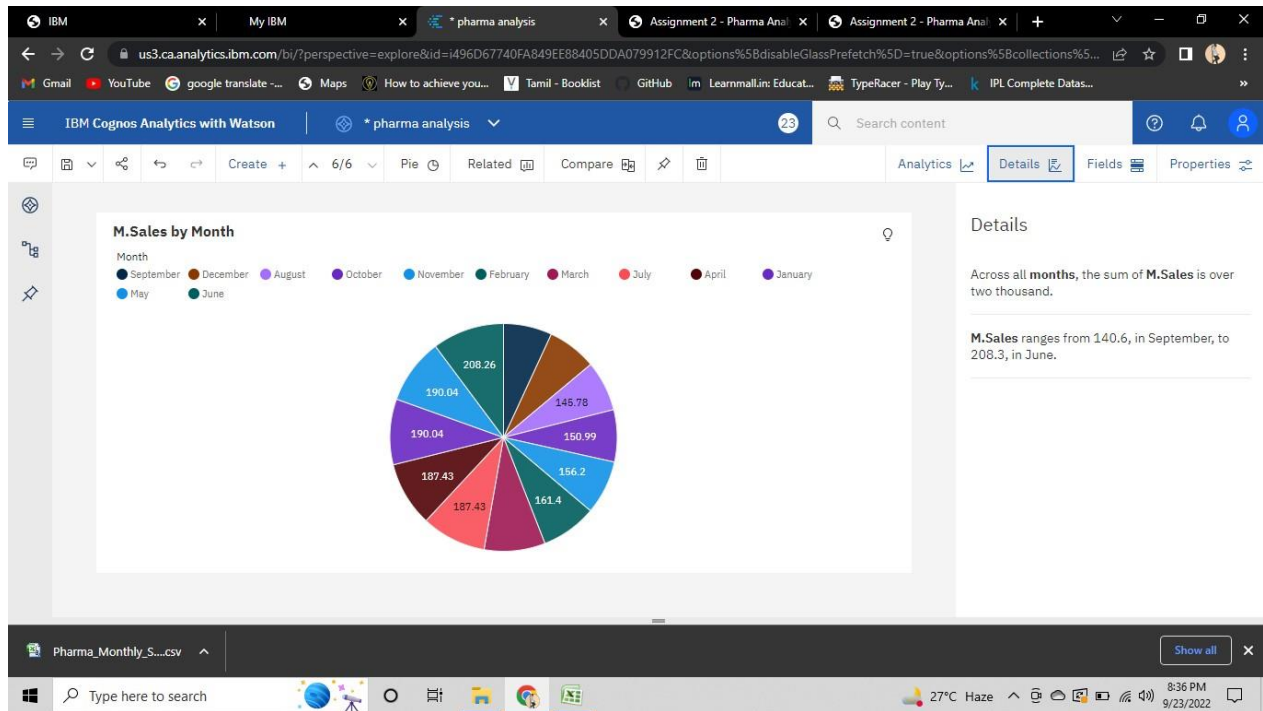 IBM
My IBM
* pharma analysis
Assignment 2 - Pharma Anal
Assignment 2 - Pharma Anal
us3.ca.analytics.ibm.com/bi/?perspective=explore&id=i496D67740FA849EE88405DDA079912FC&options%5BdisableGlassPrefetch%5D=true&options%5Bcollections%5...
Gmail YouTube google translate -... Maps How to achieve you... Tamil - Booklist GitHub Learnmall.in: Educat... TypeRacer - Play Ty... IPL Complete Datas... »
IBM Cognos Analytics with Watson * pharma analysis 23 Search content
Create + 6/6 Pie Related Compare Analytics Details Fields Properties
M.Sales by Month
Month
September December August October November February March July April January
May June
208.26
190.04
145.78
190.04
150.99
187.43
156.2
187.43
161.4
Details
Across all months, the sum of M.Sales is over
two thousand.
M.Sales ranges from 140.6, in September, to
208.3, in June.
Pharma_Monthly_S....csv
Show all
Type here to search
27°C Haze
8:36 PM
9/23/2022